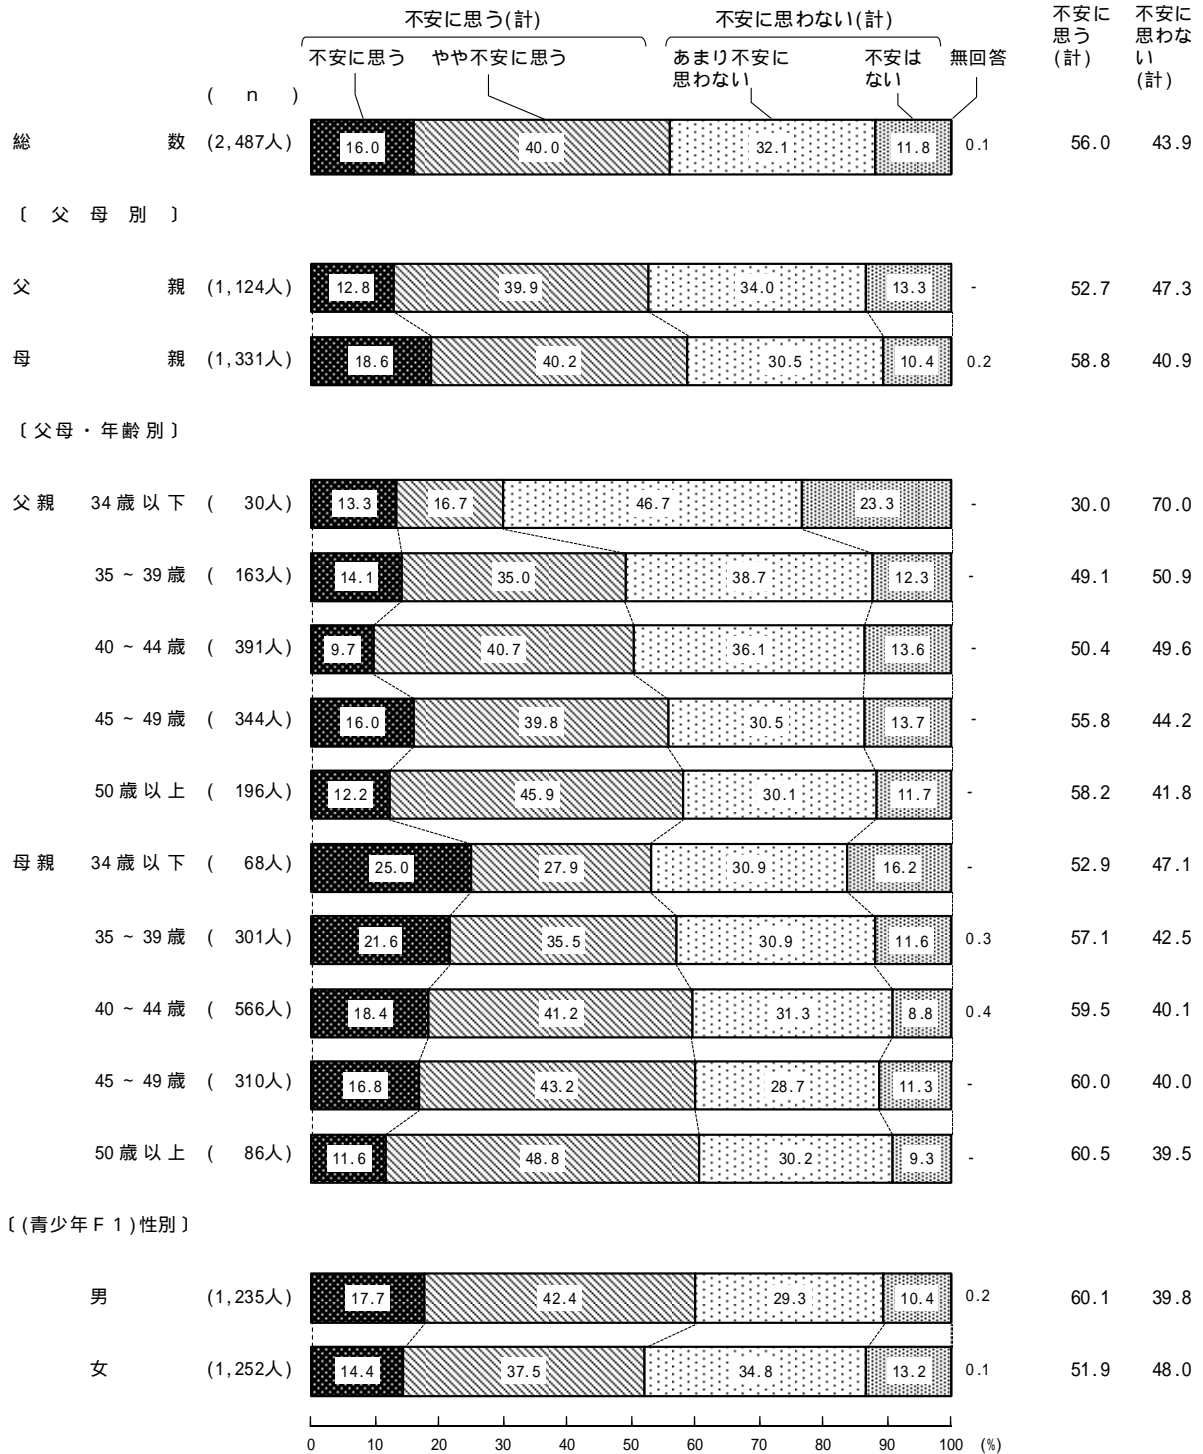 不安に思う(計) 不安に思わない(計) 不安に 不安に
思う 思わな
(計) い
(計)
不安に思う やや不安に思う あまり不安に 不安は 無回答
思わない ない
( n )
総数 (2,487人) 16.0 40.0 32.1 11.8 0.1 56.0 43.9
〔 父 母 別 〕
父親 (1,124人) 12.8 39.9 34.0 13.3 - 52.7 47.3
母親 (1,331人) 18.6 40.2 30.5 10.4 0.2 58.8 40.9
〔父母・年齢別〕
父親 34歳以下 ( 30人) 13.3 16.7 46.7 23.3 - 30.0 70.0
35 ~ 39歳 ( 163人) 14.1 35.0 38.7 12.3 - 49.1 50.9
40 ~ 44歳 ( 391人) 9.7 40.7 36.1 13.6 - 50.4 49.6
45 ~ 49歳 ( 344人) 16.0 39.8 30.5 13.7 - 55.8 44.2
50歳以上 ( 196人) 12.2 45.9 30.1 11.7 - 58.2 41.8
母親 34歳以下 ( 68人) 25.0 27.9 30.9 16.2 - 52.9 47.1
35 ~ 39歳 ( 301人) 21.6 35.5 30.9 11.6 0.3 57.1 42.5
40 ~ 44歳 ( 566人) 18.4 41.2 31.3 8.8 0.4 59.5 40.1
45 ~ 49歳 ( 310人) 16.8 43.2 28.7 11.3 - 60.0 40.0
50歳以上 ( 86人) 11.6 48.8 30.2 9.3 - 60.5 39.5
〔(青少年F1)性別〕
男 (1,235人) 17.7 42.4 29.3 10.4 0.2 60.1 39.8
女 (1,252人) 14.4 37.5 34.8 13.2 0.1 51.9 48.0
0 10 20 30 40 50 60 70 80 90 100 (%)